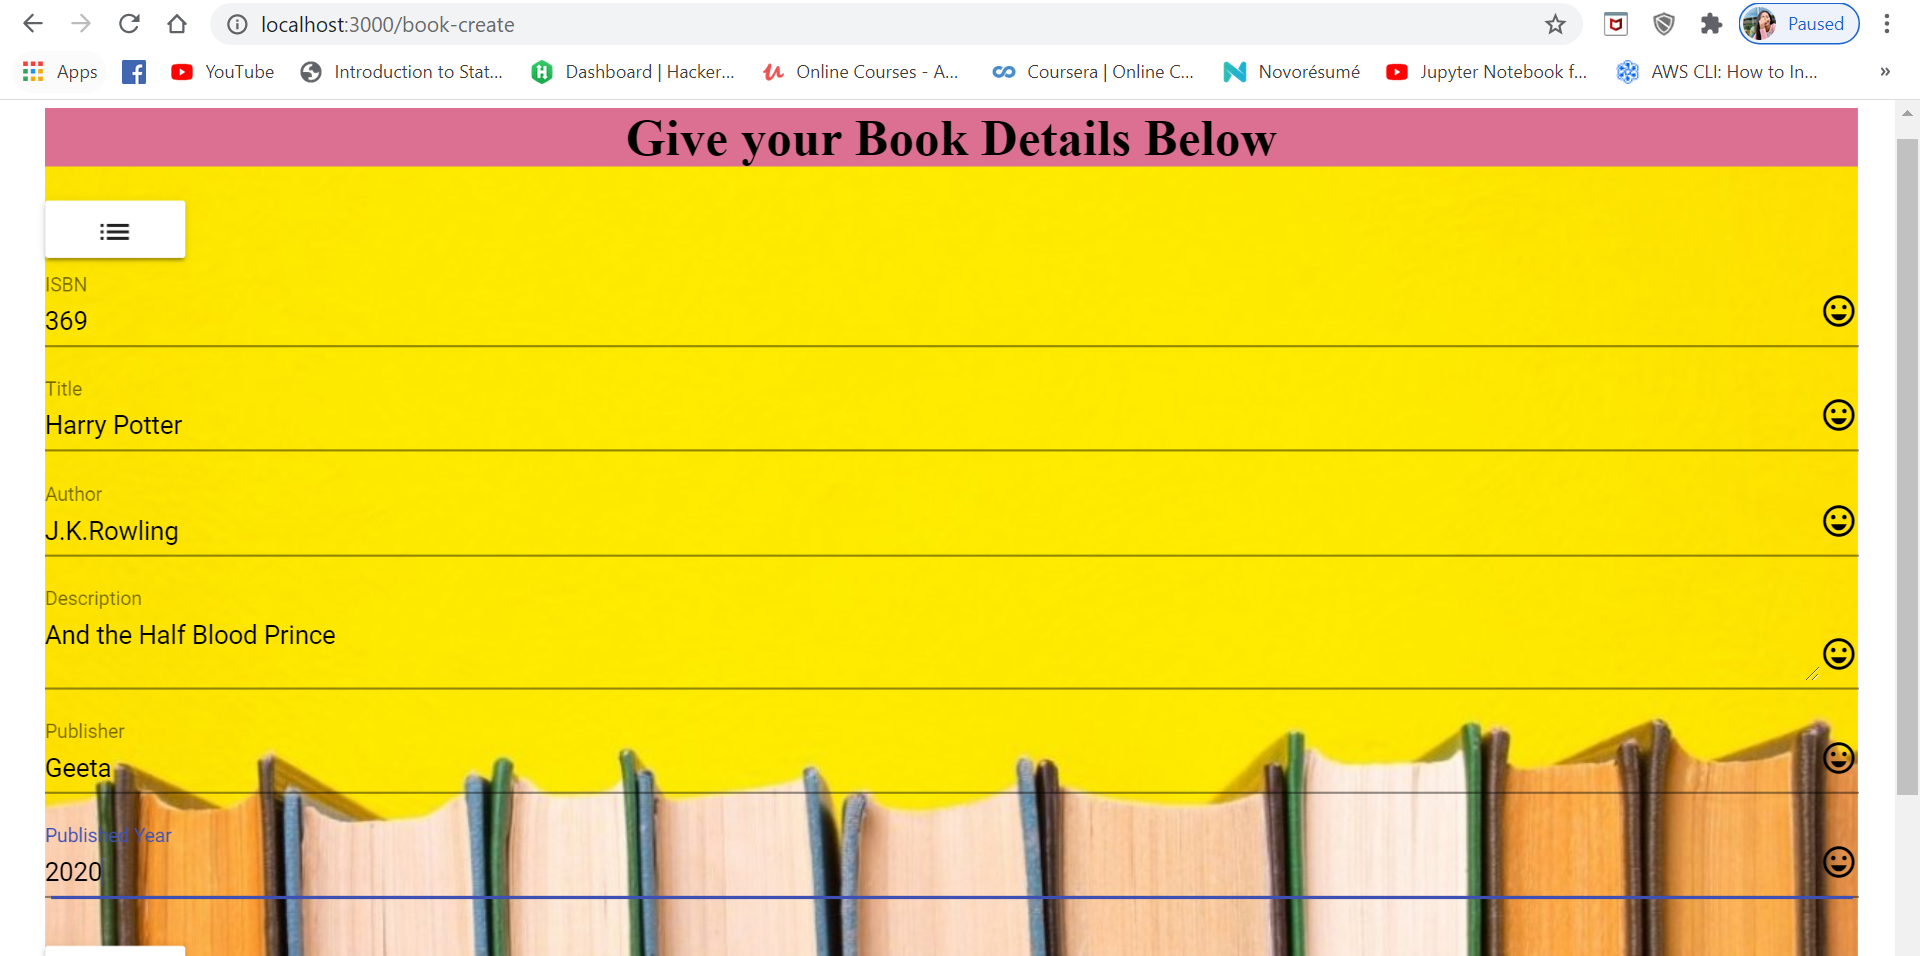 localhost:3000/book-create
Paused
Apps
YouTube
Introduction to Stat...
Dashboard | Hacker...
Online Courses - A...
Coursera | Online C...
Novorésumé
Jupyter Notebook f...
AWS CLI: How to In...
»
Give your Book Details Below
ISBN
369
Title
Harry Potter
Author
J.K.Rowling
Description
And the Half Blood Prince
Publisher
Geeta
Published Year
2020